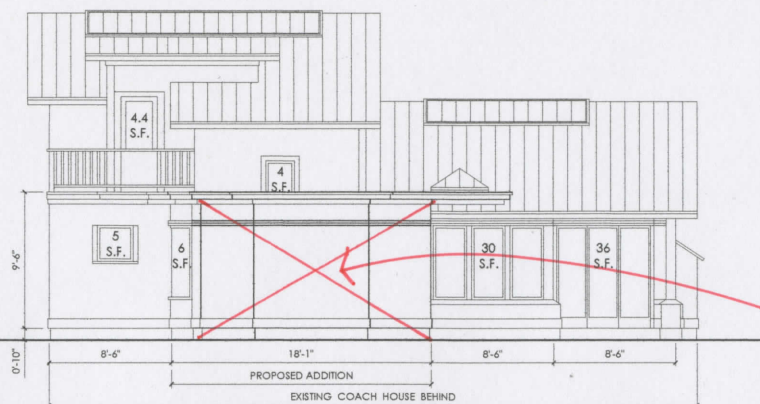 4.4
S.F.
4
S.F.
5
S.F.
6
S.F.
30
S.F.
36
S.F.
9'-6"
0'-10"
8'-6"
18'-1"
8'-6"
8'-6"
PROPOSED ADDITION
EXISTING COACH HOUSE BEHIND